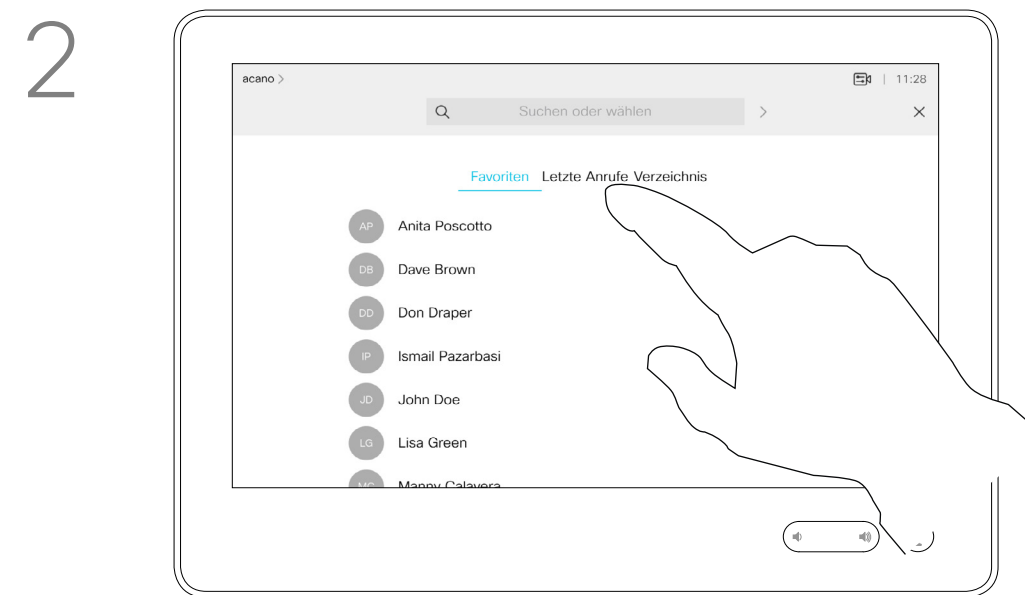 2
acano >
11:28
Suchen oder wählen
Favoriten Letzte Anrufe Verzeichnis
AP Anita Poscotto
DB Dave Brown
DD Don Draper
IP Ismail Pazarbasi
JD John Doe
LG Lisa Green
MC Manny Calavera